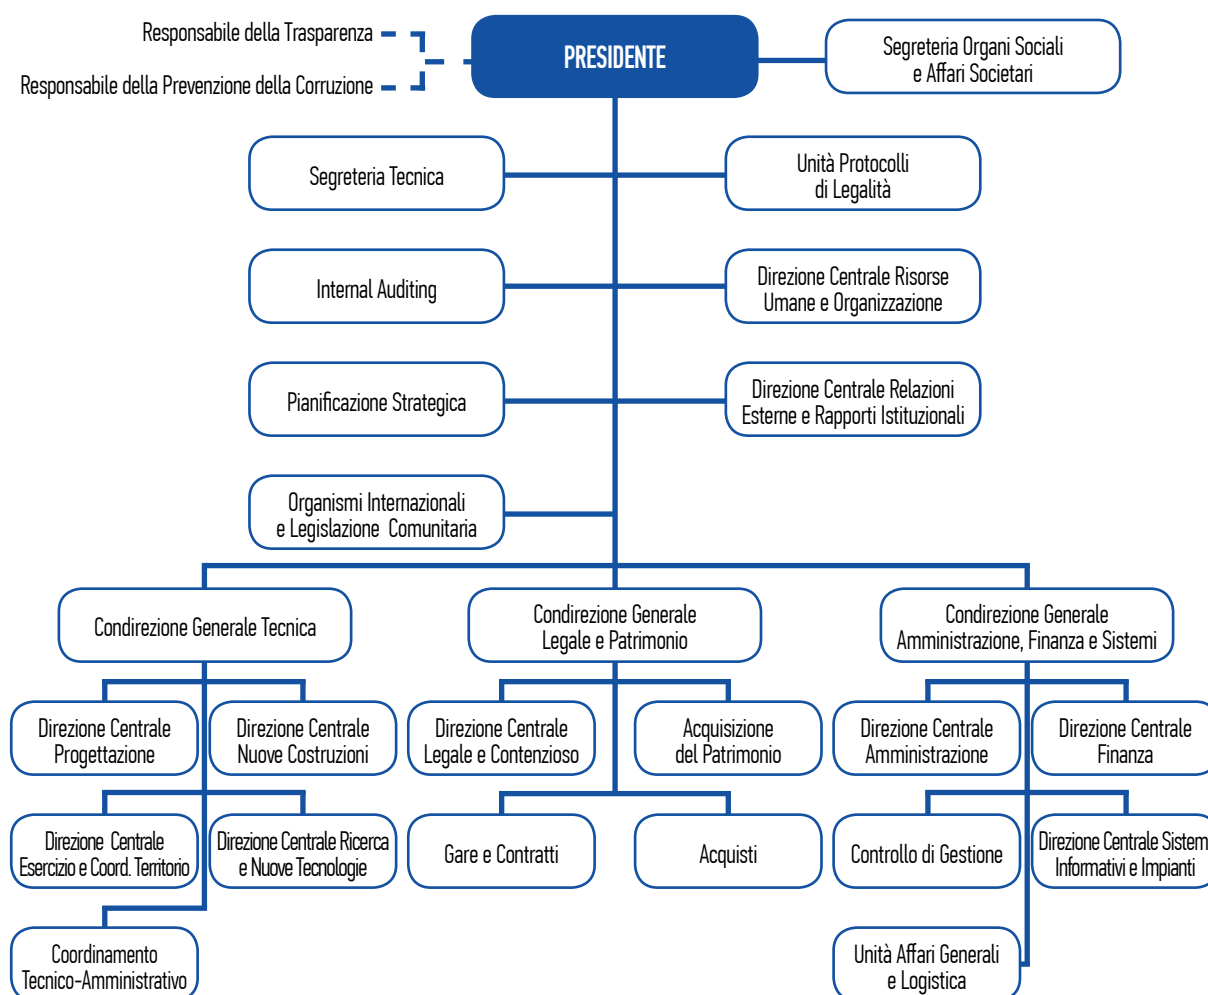 Responsabile della Trasparenza
Responsabile della Prevenzione della Corruzione
PRESIDENTE
Segreteria Organi Sociali
e Affari Societari
Segreteria Tecnica
Unità Protocolli
di Legalità
Internal Auditing
Direzione Centrale Risorse
Umane e Organizzazione
Pianificazione Strategica
Direzione Centrale Relazioni
Esterne e Rapporti Istituzionali
Organismi Internazionali
e Legislazione Comunitaria
Condirezione Generale Tecnica
Condirezione Generale
Legale e Patrimonio
Condirezione Generale
Amministrazione, Finanza e Sistemi
Direzione Centrale
Progettazione
Direzione Centrale
Nuove Costruzioni
Direzione Centrale
Legale e Contenzioso
Acquisizione
del Patrimonio
Direzione Centrale
Amministrazione
Direzione Centrale
Finanza
Direzione Centrale
Esercizio e Coord. Territorio
Direzione Centrale Ricerca
e Nuove Tecnologie
Gare e Contratti
Acquisti
Controllo di Gestione
Direzione Centrale Sistem
Informativi e Impianti
Coordinamento
Tecnico-Amministrativo
Unità Affari Generali
e Logistica